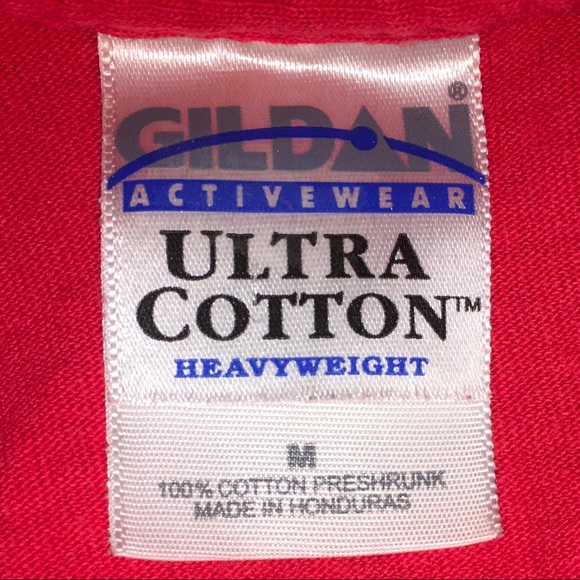 GILDAN®
ACTIVEWEAR
ULTRA
COTTON™
HEAVYWEIGHT
M
100% COTTON PRESHRUNK
MADE IN HONDURAS